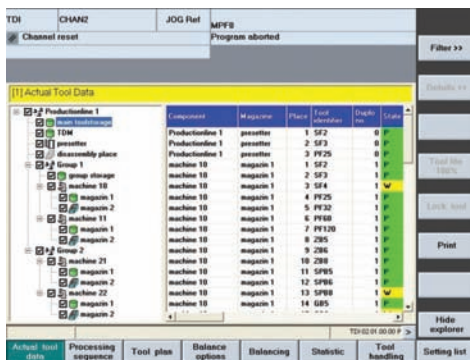 TDI CHAN2 JOG Ref MPF0
Channel reset Program aborted
Filter >>
[1] Actual Tool Data
Details >>
Productionline 1
main toolstorage
TDM
presetter
disassembly place
Group 1
group storage
machine 10
magazin 1
magazin 2
machine 11
magazin 1
magazin 2
Group 2
machine 21
magazin 1
magazin 2
machine 22
magazin 1
magazin 2
Component Magazine Place Tool identifier Duplo no. State
Productionline 1 presetter 1 SF2 0 P
Productionline 1 presetter 2 SF3 0 P
Productionline 1 presetter 3 PF25 0 P
machine 10 magazin 1 1 SF2 1 P
machine 10 magazin 1 2 SF3 1 P
machine 10 magazin 1 3 SF4 1 W
machine 10 magazin 1 4 PF25 1 P
machine 10 magazin 1 5 PF32 1 P
machine 10 magazin 1 6 PF60 1 P
machine 10 magazin 1 7 PF120 1 P
machine 10 magazin 1 8 ZB5 1 P
machine 10 magazin 1 9 ZB6 1 P
machine 10 magazin 1 10 ZB8 1 P
machine 10 magazin 1 11 SPB5 1 P
machine 10 magazin 1 12 SPB6 1 P
machine 10 magazin 1 13 SPB8 1 W
machine 10 magazin 1 14 GB5 1 P
Tool life 100%
Lock tool
Print
Hide explorer
Actual tool data
Processing sequence
Tool plan
Balance options
Balancing
Statistic
Tool handling
Setting list